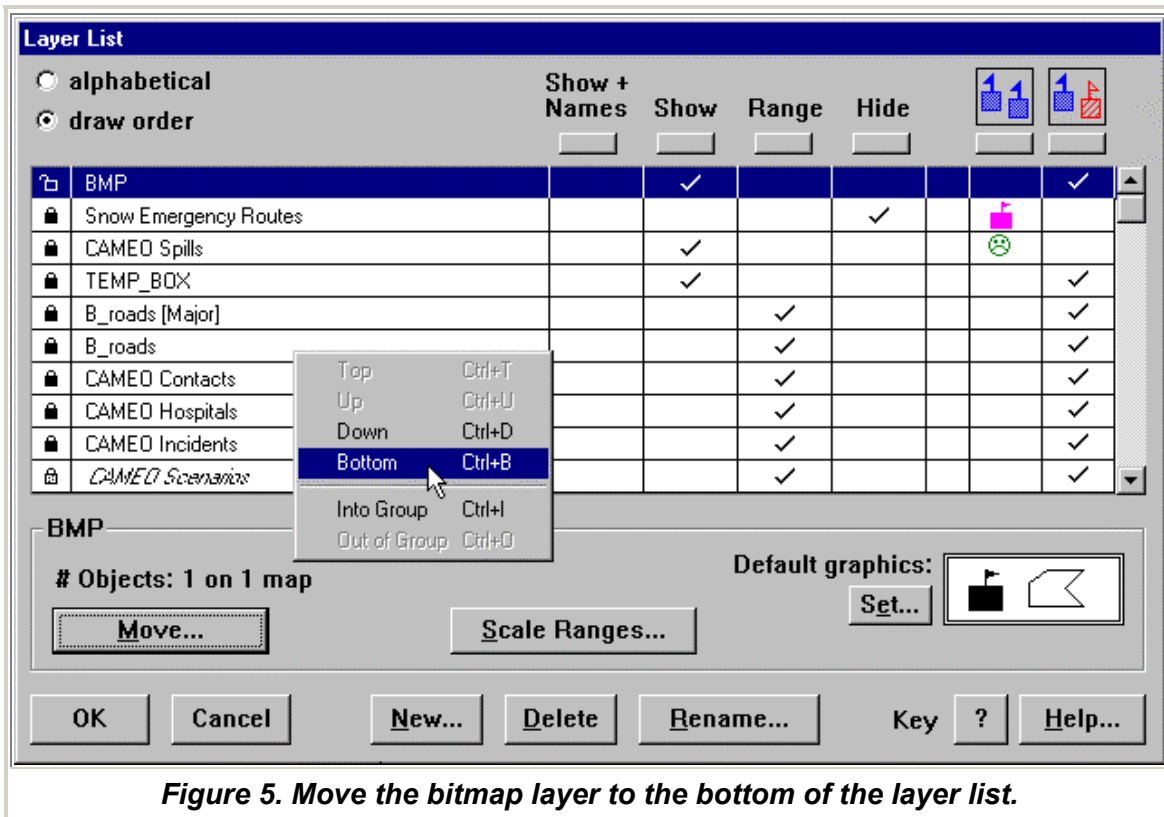 Layer List
alphabetical
draw order
Show + Names Show Range Hide
BMP
Snow Emergency Routes
CAMEO Spills
TEMP_BOX
B_roads [Major]
B_roads
CAMEO Contacts
CAMEO Hospitals
CAMEO Incidents
CAMEO Scenarios
Top Ctrl+T
Up Ctrl+U
Down Ctrl+D
Bottom Ctrl+B
Into Group Ctrl+I
Out of Group Ctrl+O
BMP
# Objects: 1 on 1 map
Default graphics:
Set...
Move... Scale Ranges...
OK Cancel New... Delete Rename... Key ? Help...
Figure 5. Move the bitmap layer to the bottom of the layer list.